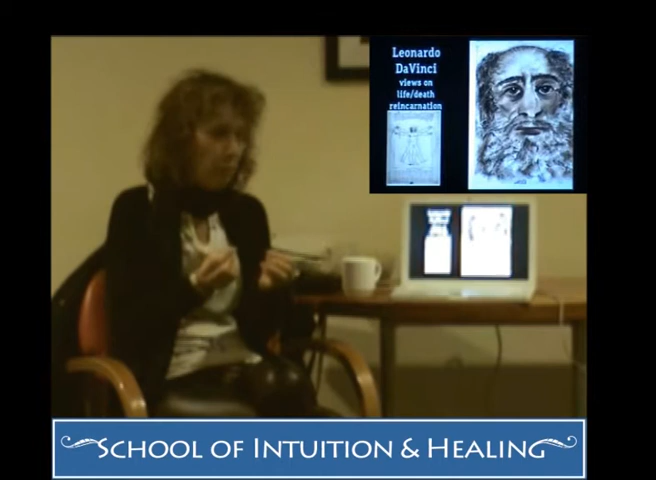 Leonardo
DaVinci
views on
life/death
reincarnation
SCHOOL OF INTUITION & HEALING